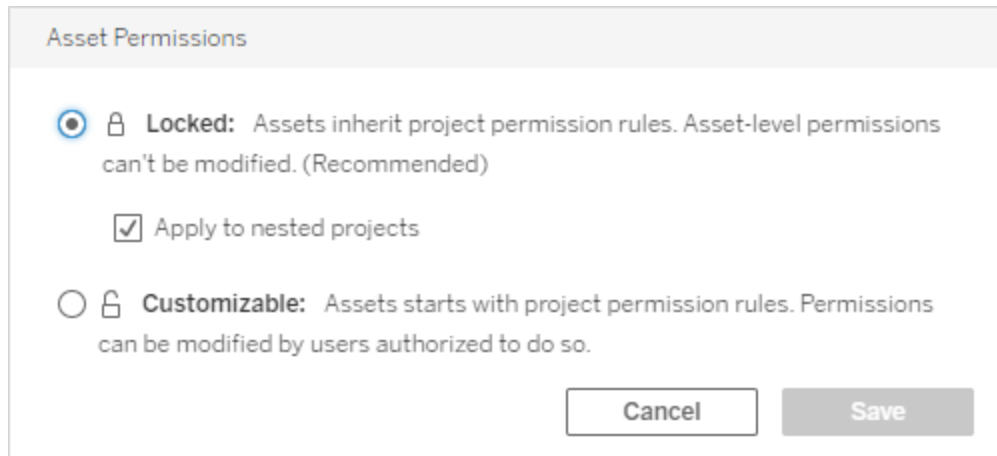 Asset Permissions
Locked: Assets inherit project permission rules. Asset-level permissions
can't be modified. (Recommended)
Apply to nested projects
Customizable: Assets starts with project permission rules. Permissions
can be modified by users authorized to do so.
Cancel Save